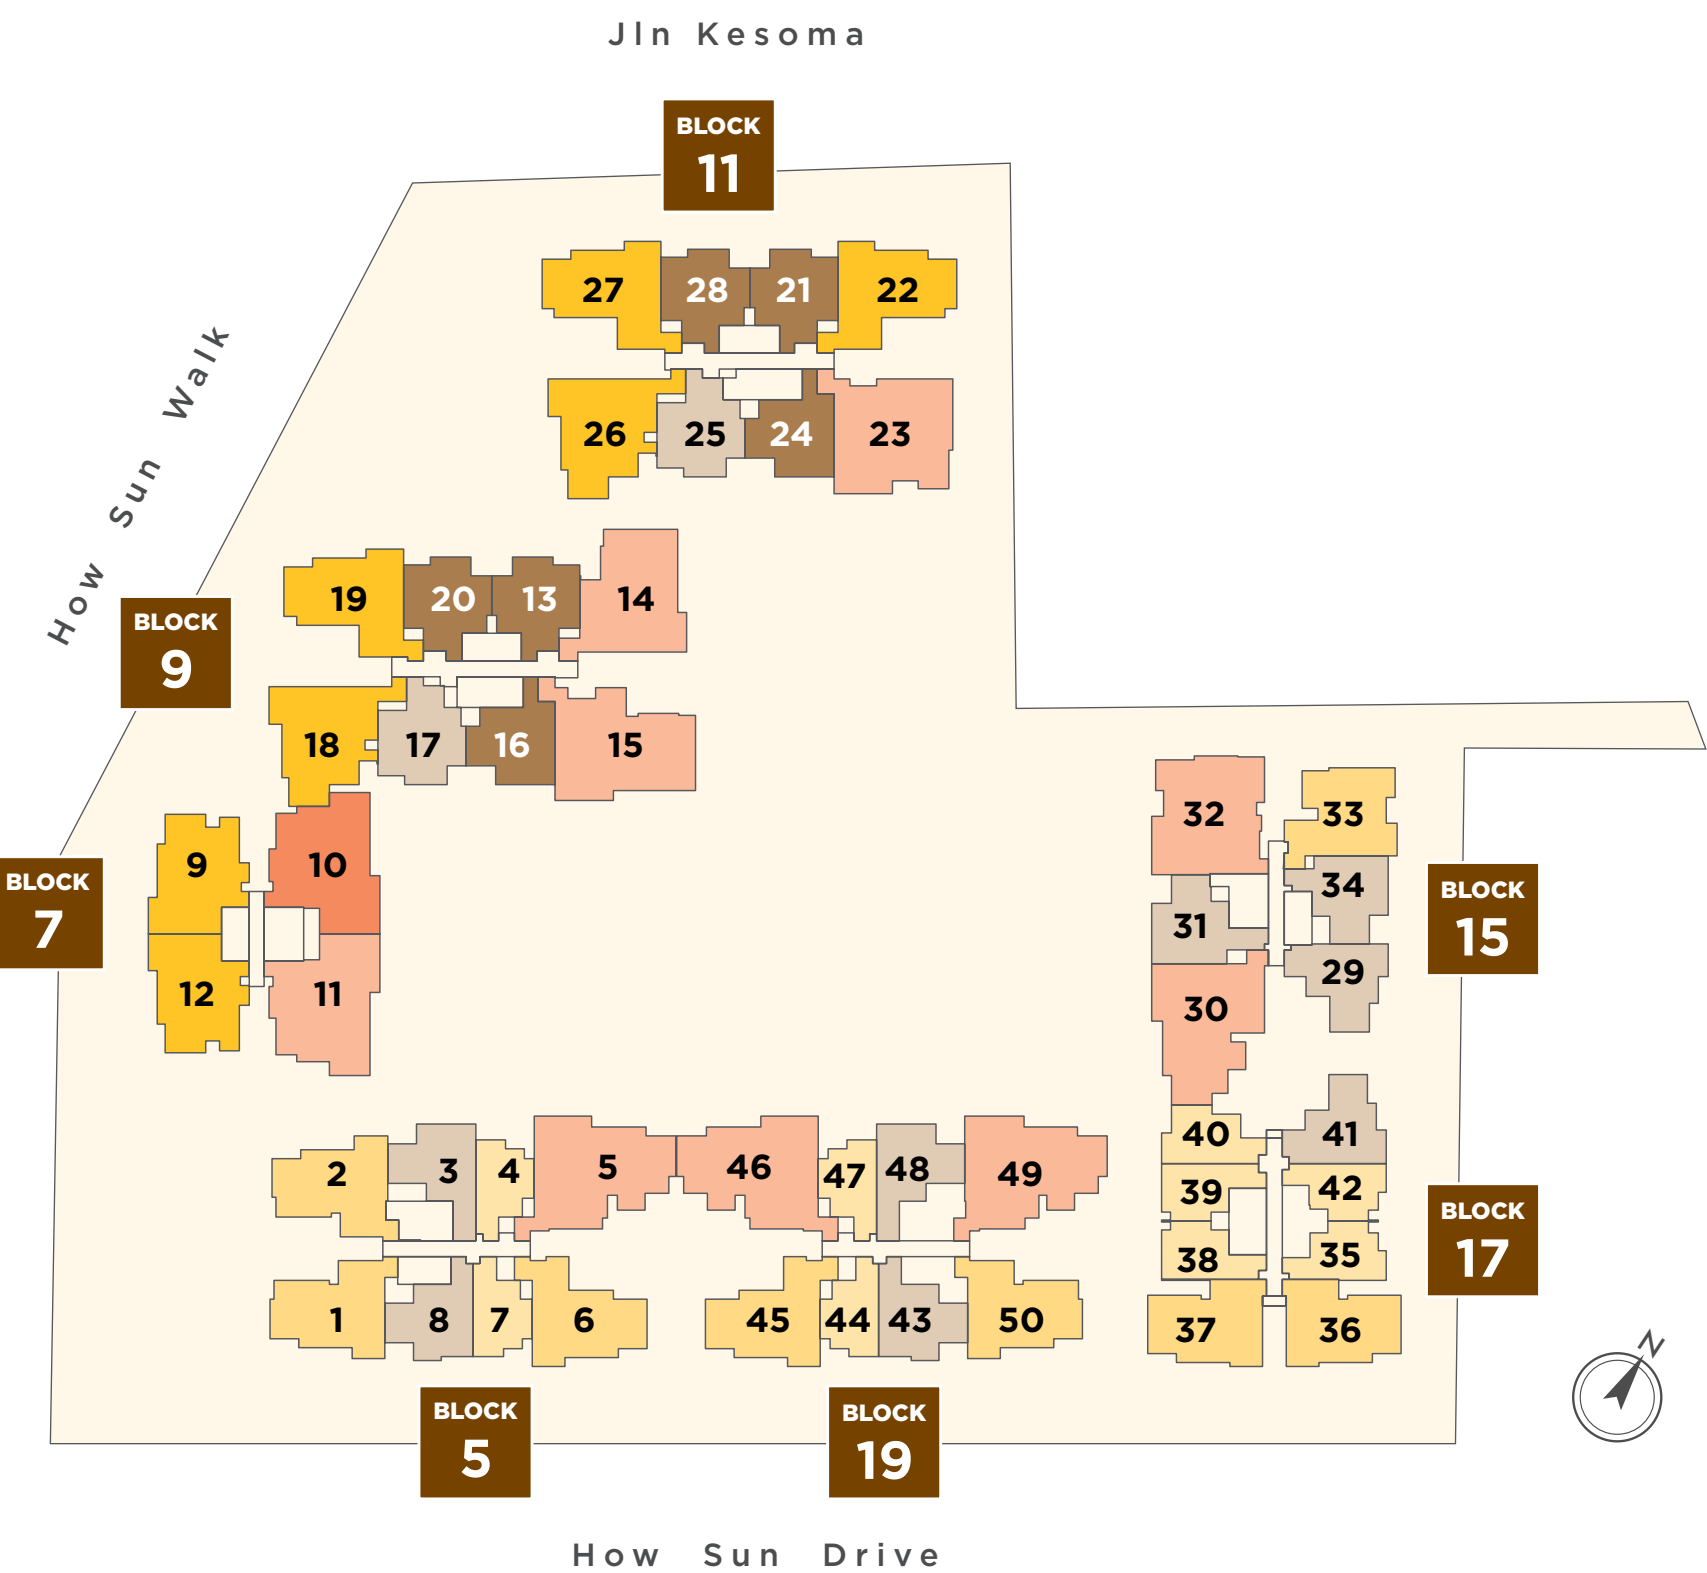 Jln Kesoma
BLOCK
11
27 28 21 22
26 25 24 23
How Sun Walk
19 20 13 14
BLOCK
9
18 17 16 15
32 33
9 10
BLOCK
7
34
31
BLOCK
15
29
12 11
30
40 41
2 3 4 5 46 47 48 49
39 42
BLOCK
17
38 35
1 8 7 6 45 44 43 50
37 36
N
BLOCK
5
BLOCK
19
How Sun Drive